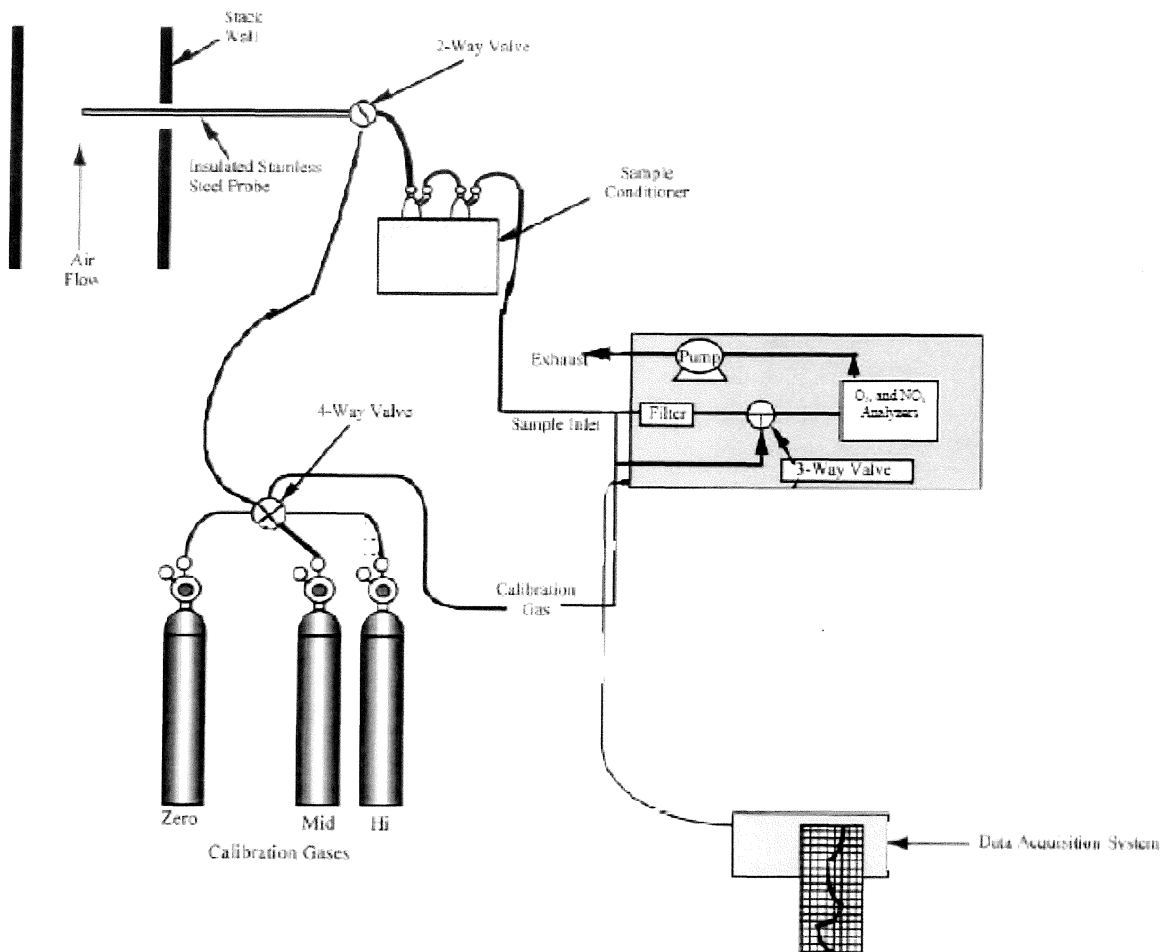 Stack
Wall
2-Way Valve
Insulated Stainless
Steel Probe
Sample
Conditioner
Air
Flow
Exhaust
Pump
O₂, and NOₓ
Analyzers
4-Way Valve
Sample Inlet
Filter
3-Way Valve
Calibration
Gas
Zero
Mid
Hi
Calibration Gases
Data Acquisition System